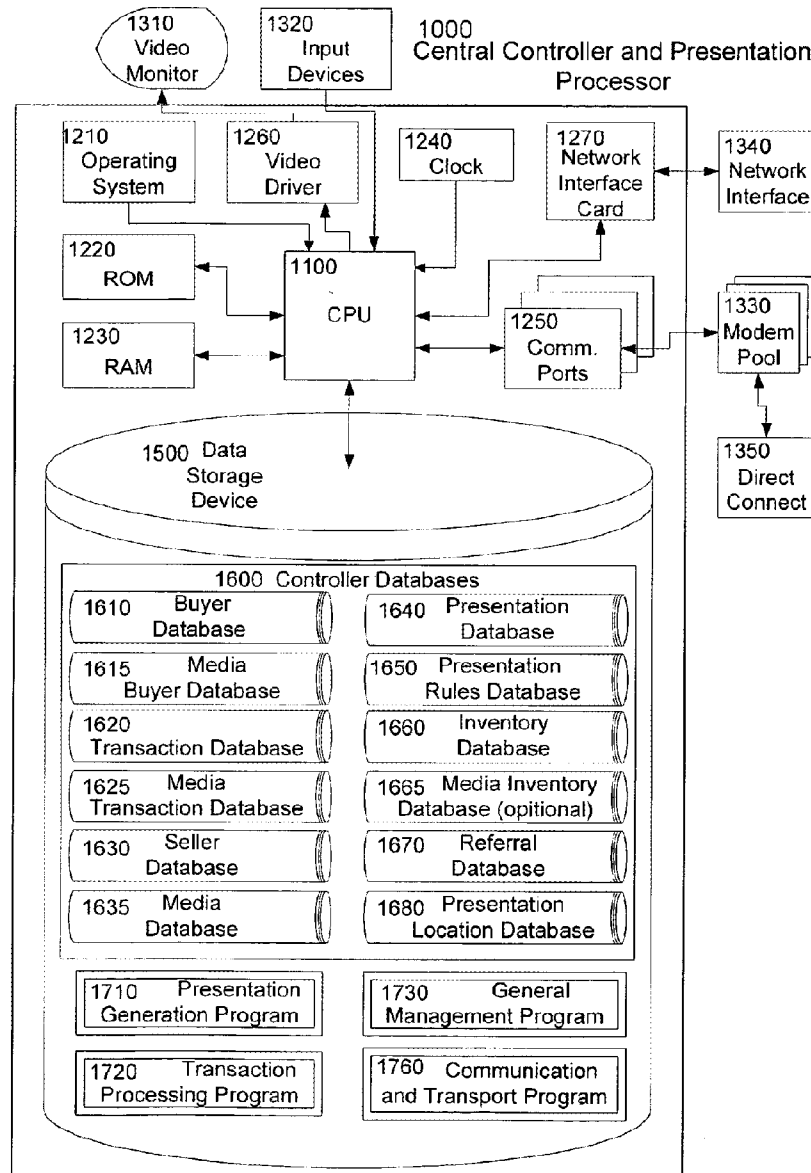 1310
Video
Monitor
1320
Input
Devices
1000
Central Controller and Presentation
Processor
1210
Operating
System
1260
Video
Driver
1240
Clock
1270
Network
Interface
Card
1340
Network
Interface
1220
ROM
1100
CPU
1230
RAM
1250
Comm.
Ports
1330
Modem
Pool
1350
Direct
Connect
1500 Data
Storage
Device
1600 Controller Databases
1610 Buyer
Database
1640 Presentation
Database
1615 Media
Buyer Database
1650 Presentation
Rules Database
1620
Transaction Database
1660 Inventory
Database
1625 Media
Transaction Database
1665 Media Inventory
Database (opitional)
1630 Seller
Database
1670 Referral
Database
1635 Media
Database
1680 Presentation
Location Database
1710 Presentation
Generation Program
1730 General
Management Program
1720 Transaction
Processing Program
1760 Communication
and Transport Program